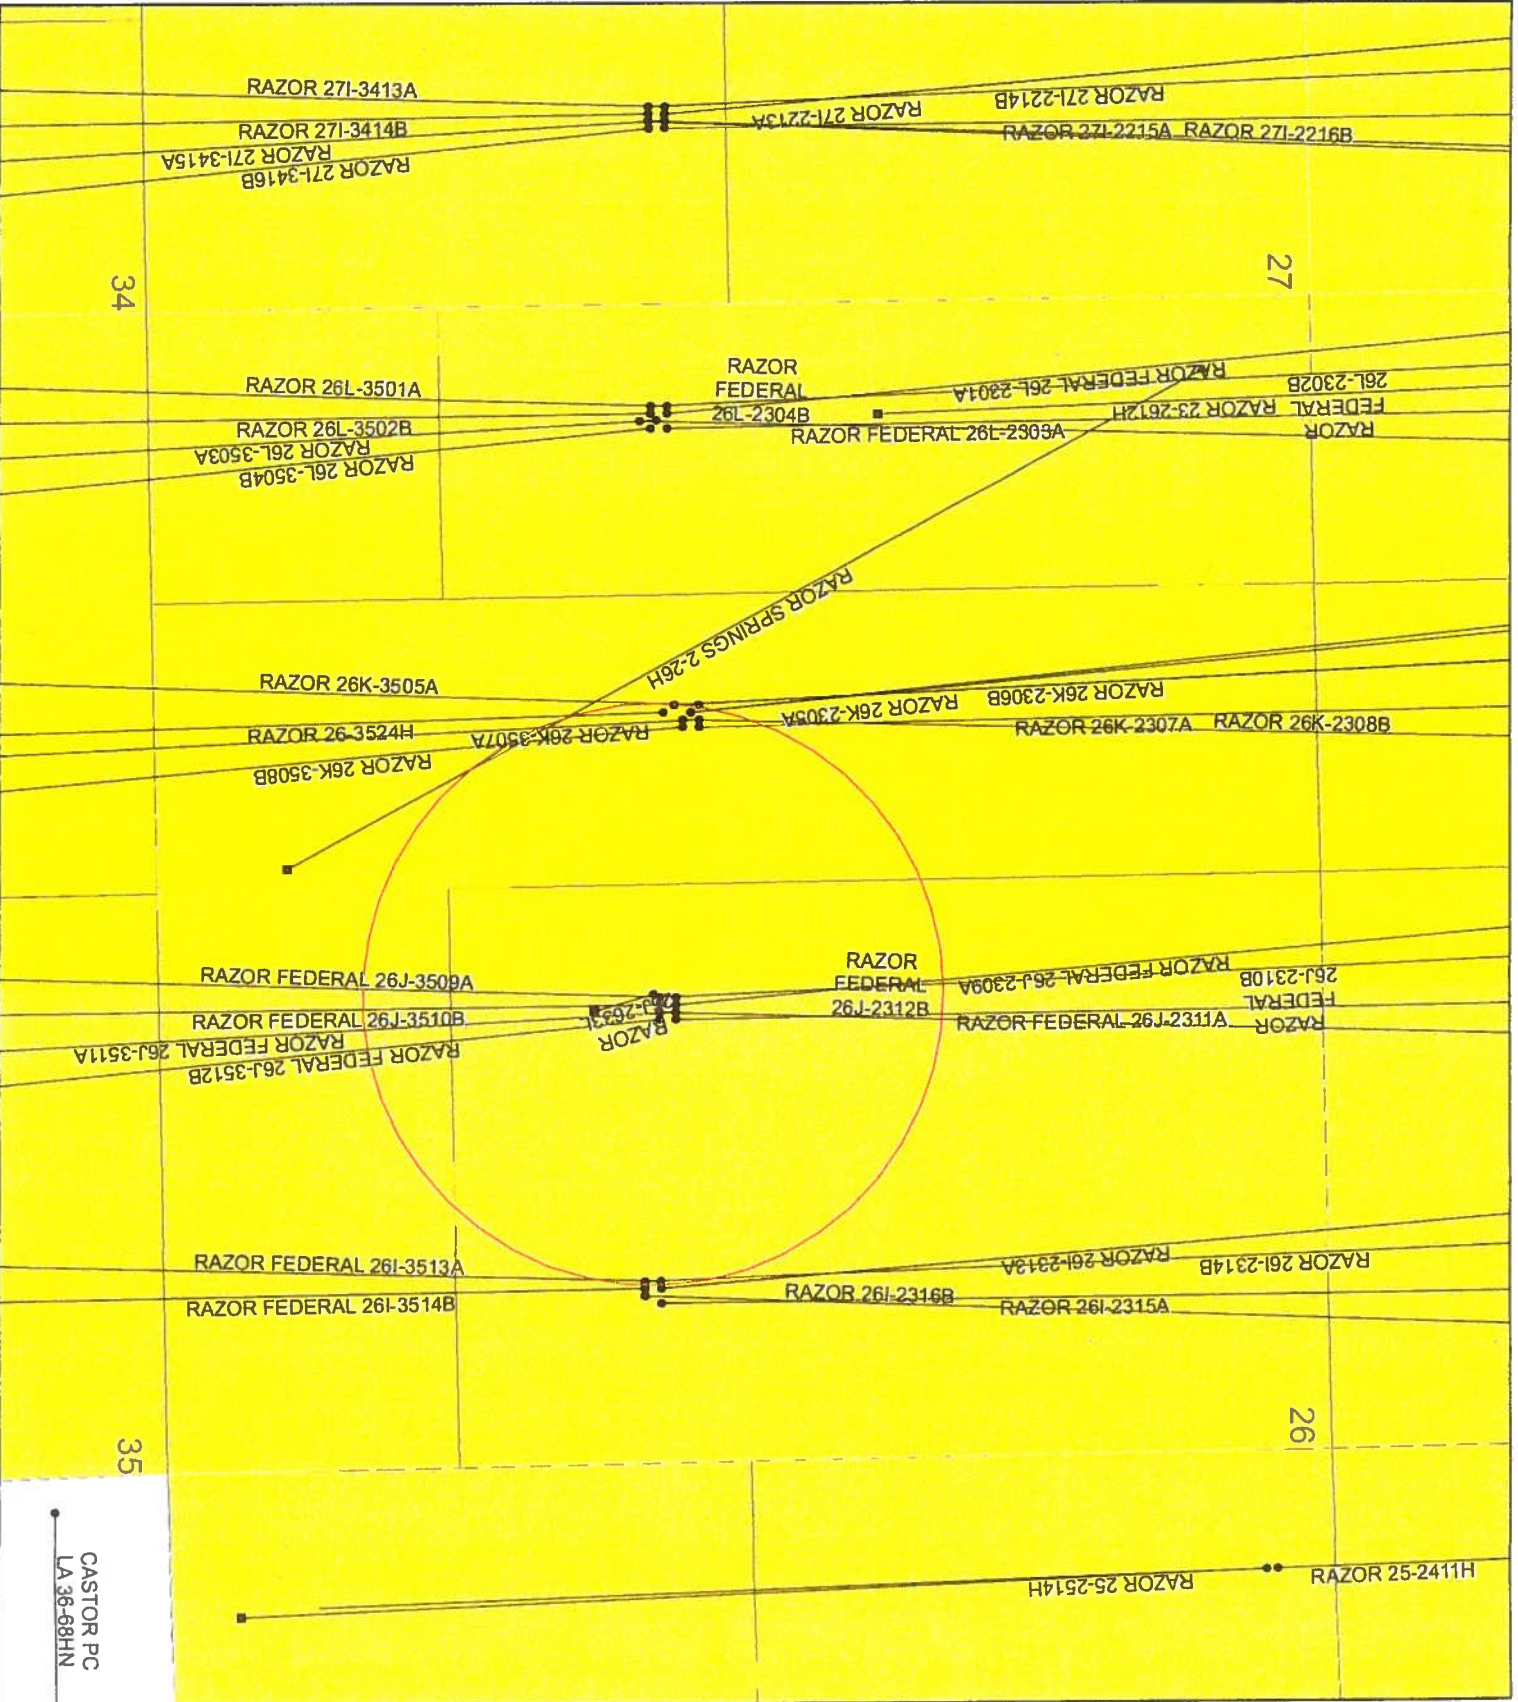 RAZOR 27I-3413A
RAZOR 27I-3414B
RAZOR 27I-3415A
RAZOR 27I-3416B
RAZOR 27I-2213A
RAZOR 27I-2214B
RAZOR 27I-2215A
RAZOR 27I-2216B
34
27
RAZOR 26L-3501A
RAZOR 26L-3502B
RAZOR 26L-3503A
RAZOR 26L-3504B
RAZOR
FEDERAL
26L-2304B
RAZOR FEDERAL 26L-2303A
RAZOR FEDERAL 26L-2301A
RAZOR 23-2612H
RAZOR
FEDERAL
26L-2302B
RAZOR SPRINGS 2-26H
RAZOR 26K-3505A
RAZOR 26-3524H
RAZOR 26K-3507A
RAZOR 26K-3508B
RAZOR 26K-2305A
RAZOR 26K-2306B
RAZOR 26K-2307A
RAZOR 26K-2308B
RAZOR FEDERAL 26J-3509A
RAZOR FEDERAL 26J-3510B
RAZOR FEDERAL 26J-3511A
RAZOR FEDERAL 26J-3512B
RAZOR
26J-2633L
RAZOR
FEDERAL
26J-2312B
RAZOR FEDERAL 26J-2309A
RAZOR FEDERAL 26J-2311A
RAZOR
FEDERAL
26J-2310B
RAZOR FEDERAL 26I-3513A
RAZOR FEDERAL 26I-3514B
RAZOR 26I-2316B
RAZOR 26I-2313A
RAZOR 26I-2314B
RAZOR 26I-2315A
35
26
CASTOR PC
LA 36-68HN
RAZOR 25-2514H
RAZOR 25-2411H